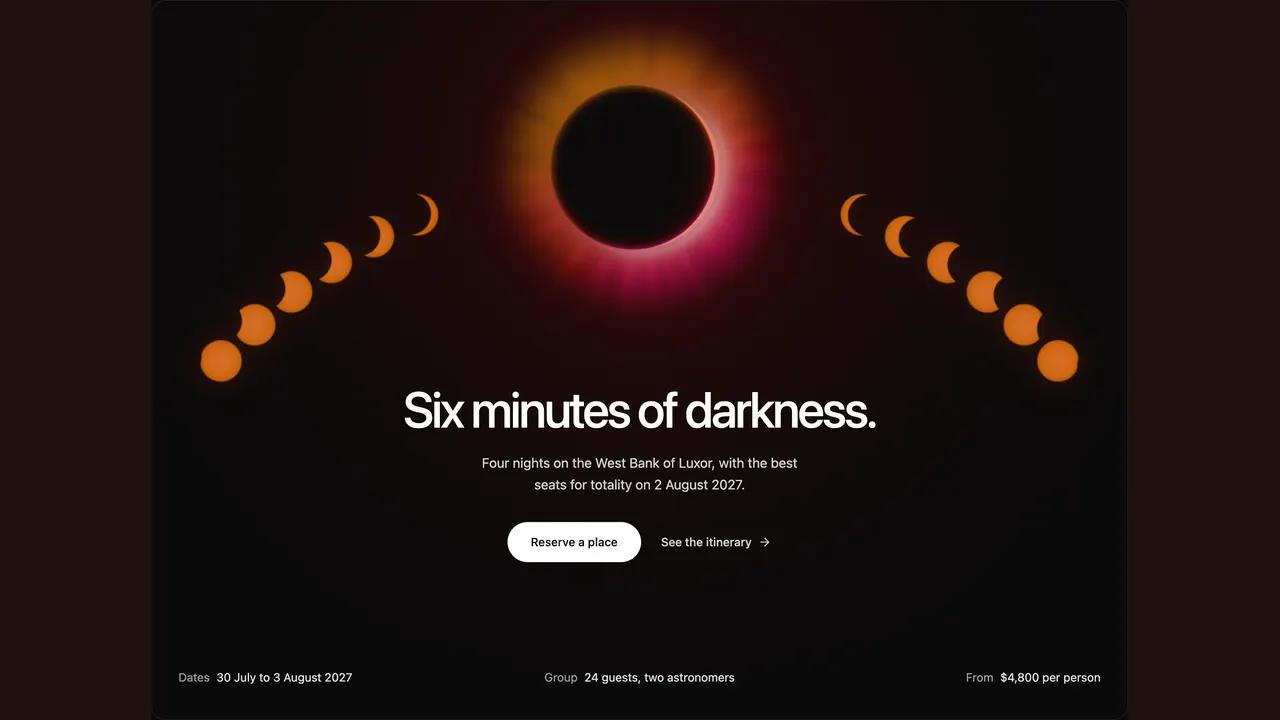 Six minutes of darkness.
Four nights on the West Bank of Luxor, with the best
seats for totality on 2 August 2027.
Reserve a place
See the itinerary →
Dates 30 July to 3 August 2027
Group 24 guests, two astronomers
From $4,800 per person